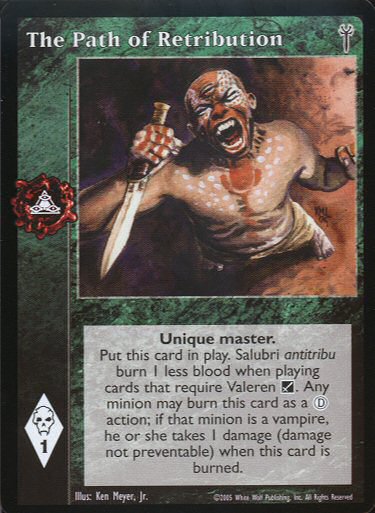 The Path of Retribution
Unique master.
Put this card in play. Salubri antitribu
burn 1 less blood when playing
cards that require Valeren. Any
minion may burn this card as a D
action; if that minion is a vampire,
he or she takes 1 damage (damage
not preventable) when this card is
burned.
1
Illus: Ken Meyer, Jr.
©2005 White Wolf Publishing, Inc. All Rights Reserved